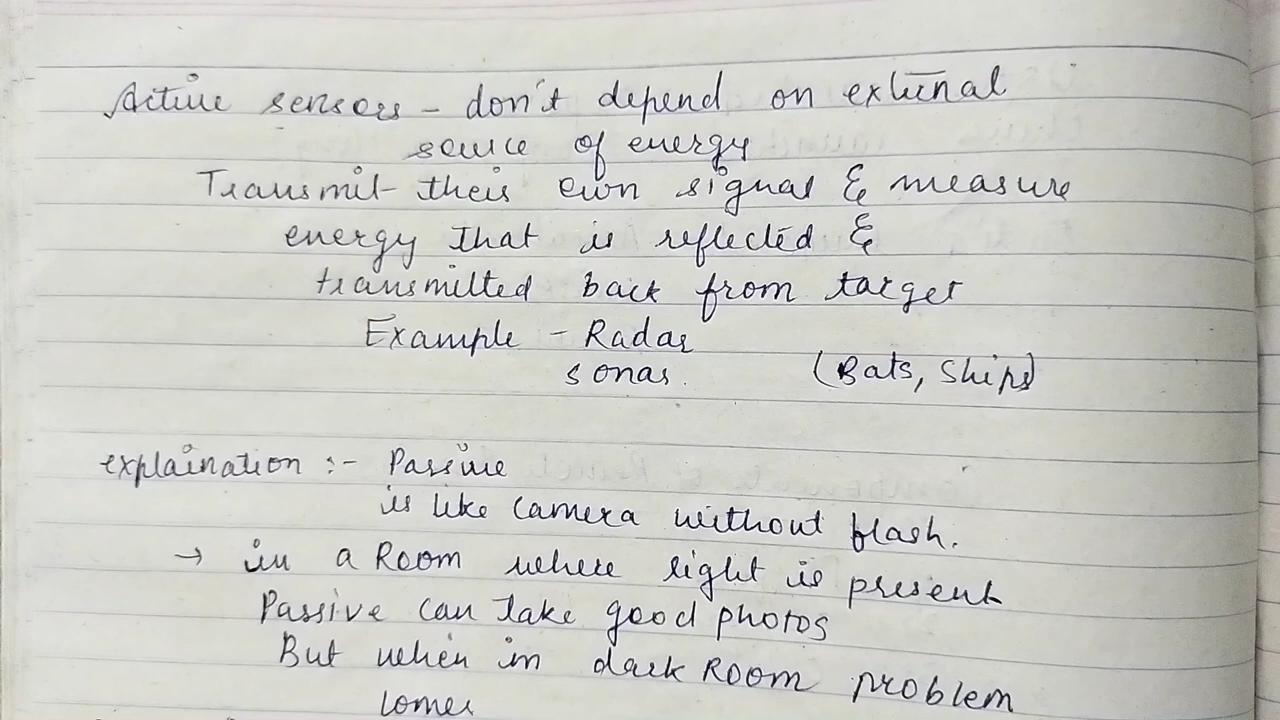 Active sensors - don't depend on external
source of energy
Transmit their own signal & measure
energy that is reflected &
transmitted back from target
Example - Radar
sonar. (Bats, Ships)
explaination :- Passive
is like camera without flash.
→ in a Room where light is present
Passive can take good photos
But when in dark Room problem
comes